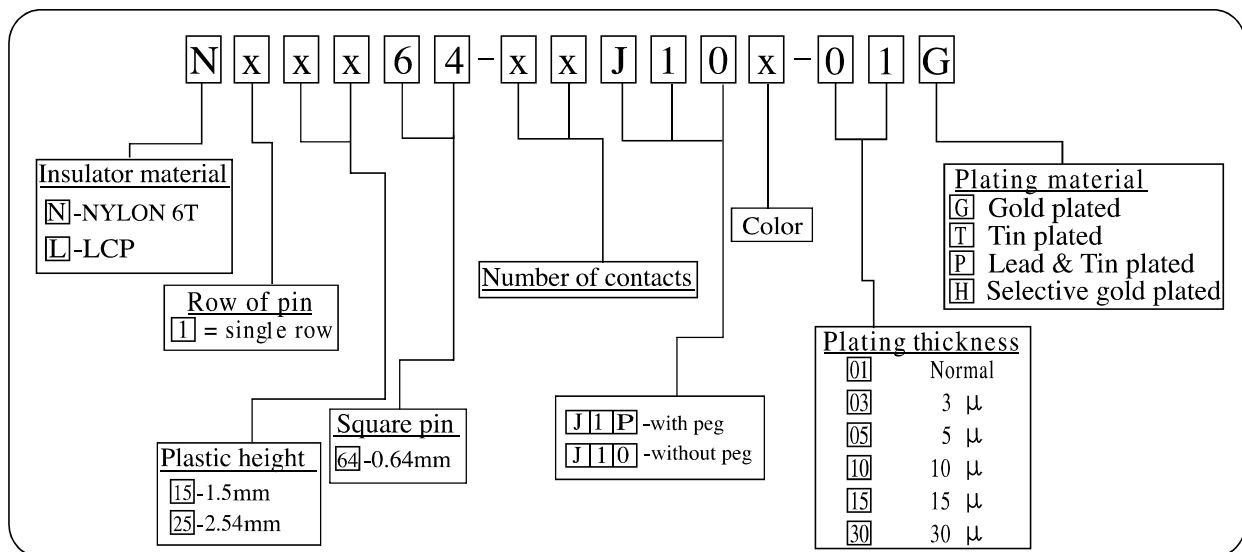 N x x x 6 4 - x x J 1 0 x - 0 1 G
Insulator material
N -NYLON 6T
L -LCP
Row of pin
1 = single row
Plastic height
15 -1.5mm
25 -2.54mm
Square pin
64 -0.64mm
Number of contacts
J 1 P -with peg
J 1 0 -without peg
Color
Plating thickness
01 Normal
03 3 μ
05 5 μ
10 10 μ
15 15 μ
30 30 μ
Plating material
G Gold plated
T Tin plated
P Lead & Tin plated
H Selective gold plated